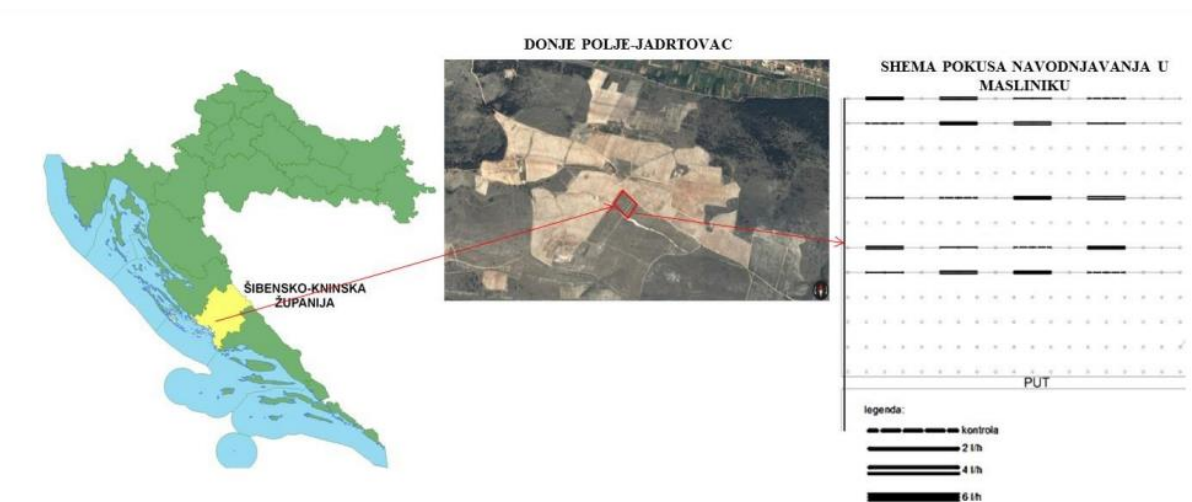 DONJE POLJE-JADRTOVAC
SHEMA POKUSA NAVODNJAVANJA U
MASLINIKU
ŠIBENSKO-KNINSKA
ŽUPANIJA
PUT
legenda:
kontrola
2 l/h
4 l/h
6 l/h